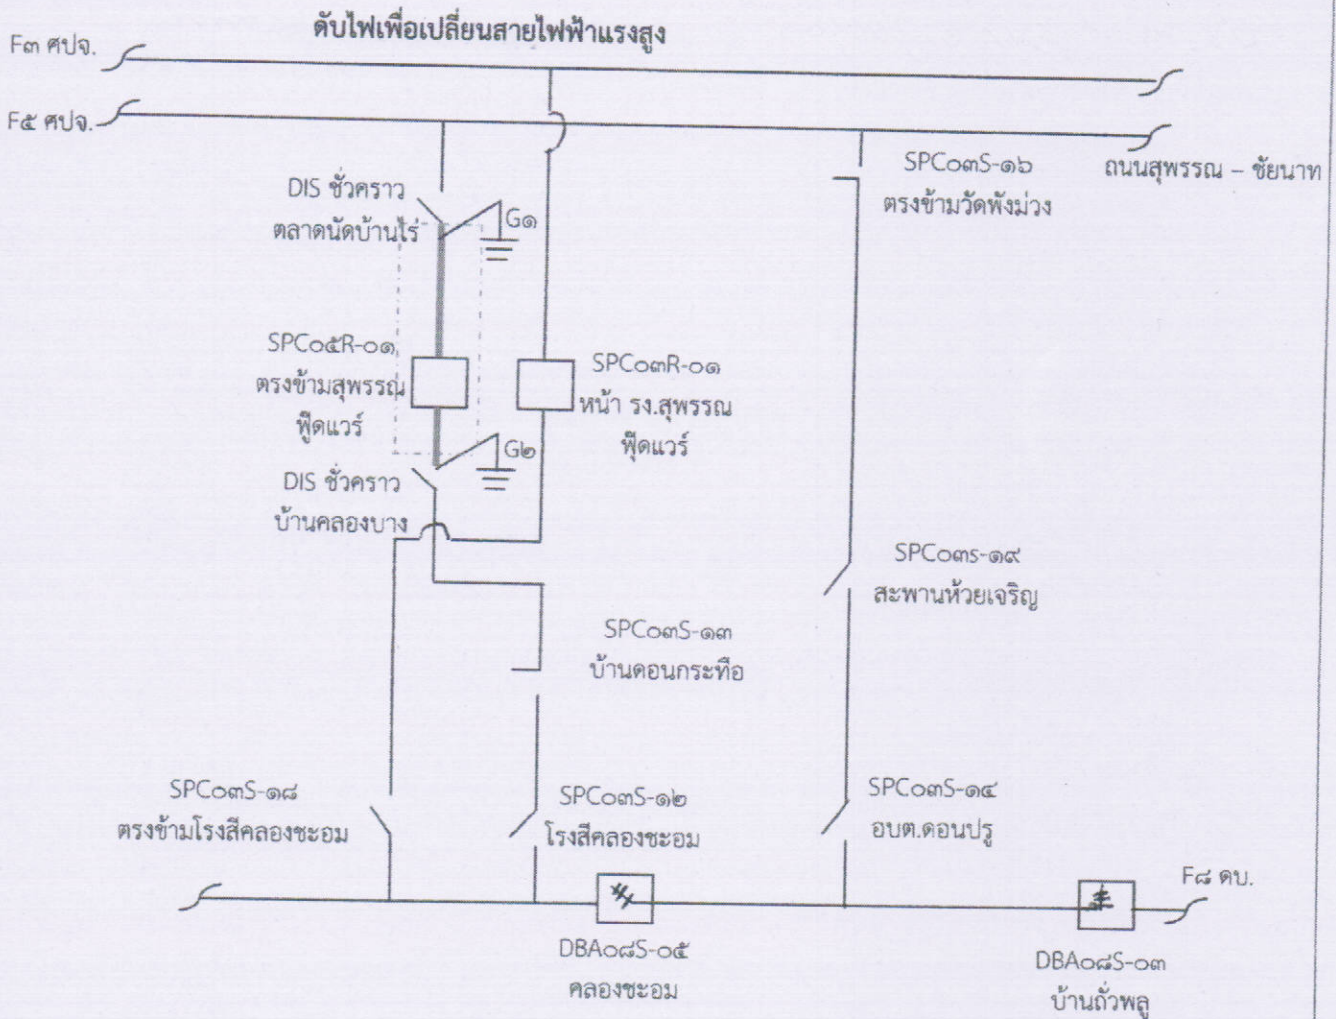 ดับไฟเพื่อเปลี่ยนสายไฟฟ้าแรงสูง
F๓ ศปจ.
F๕ ศปจ.
SPC๐๓S-๑๖
ตรงข้ามวัดพังม่วง
ถนนสุพรรณ – ชัยนาท
DIS ชั่วคราว
ตลาดนัดบ้านไร่
G๑
SPC๐๕R-๐๑
ตรงข้ามสุพรรณ
ฟู๊ดแวร์
SPC๐๓R-๐๑
หน้า รง.สุพรรณ
ฟุ๊ดแวร์
G๒
DIS ชั่วคราว
บ้านคลองบาง
SPC๐๓s-๑๙
สะพานห้วยเจริญ
SPC๐๓S-๑๓
บ้านดอนกระทือ
SPC๐๓S-๑๘
ตรงข้ามโรงสีคลองชะอม
SPC๐๓S-๑๒
โรงสีคลองชะอม
SPC๐๓S-๑๔
อบต.ดอนปรู
F๘ ดบ.
DBA๐๘S-๐๕
คลองชะอม
DBA๐๘S-๐๓
บ้านถั่วพลู